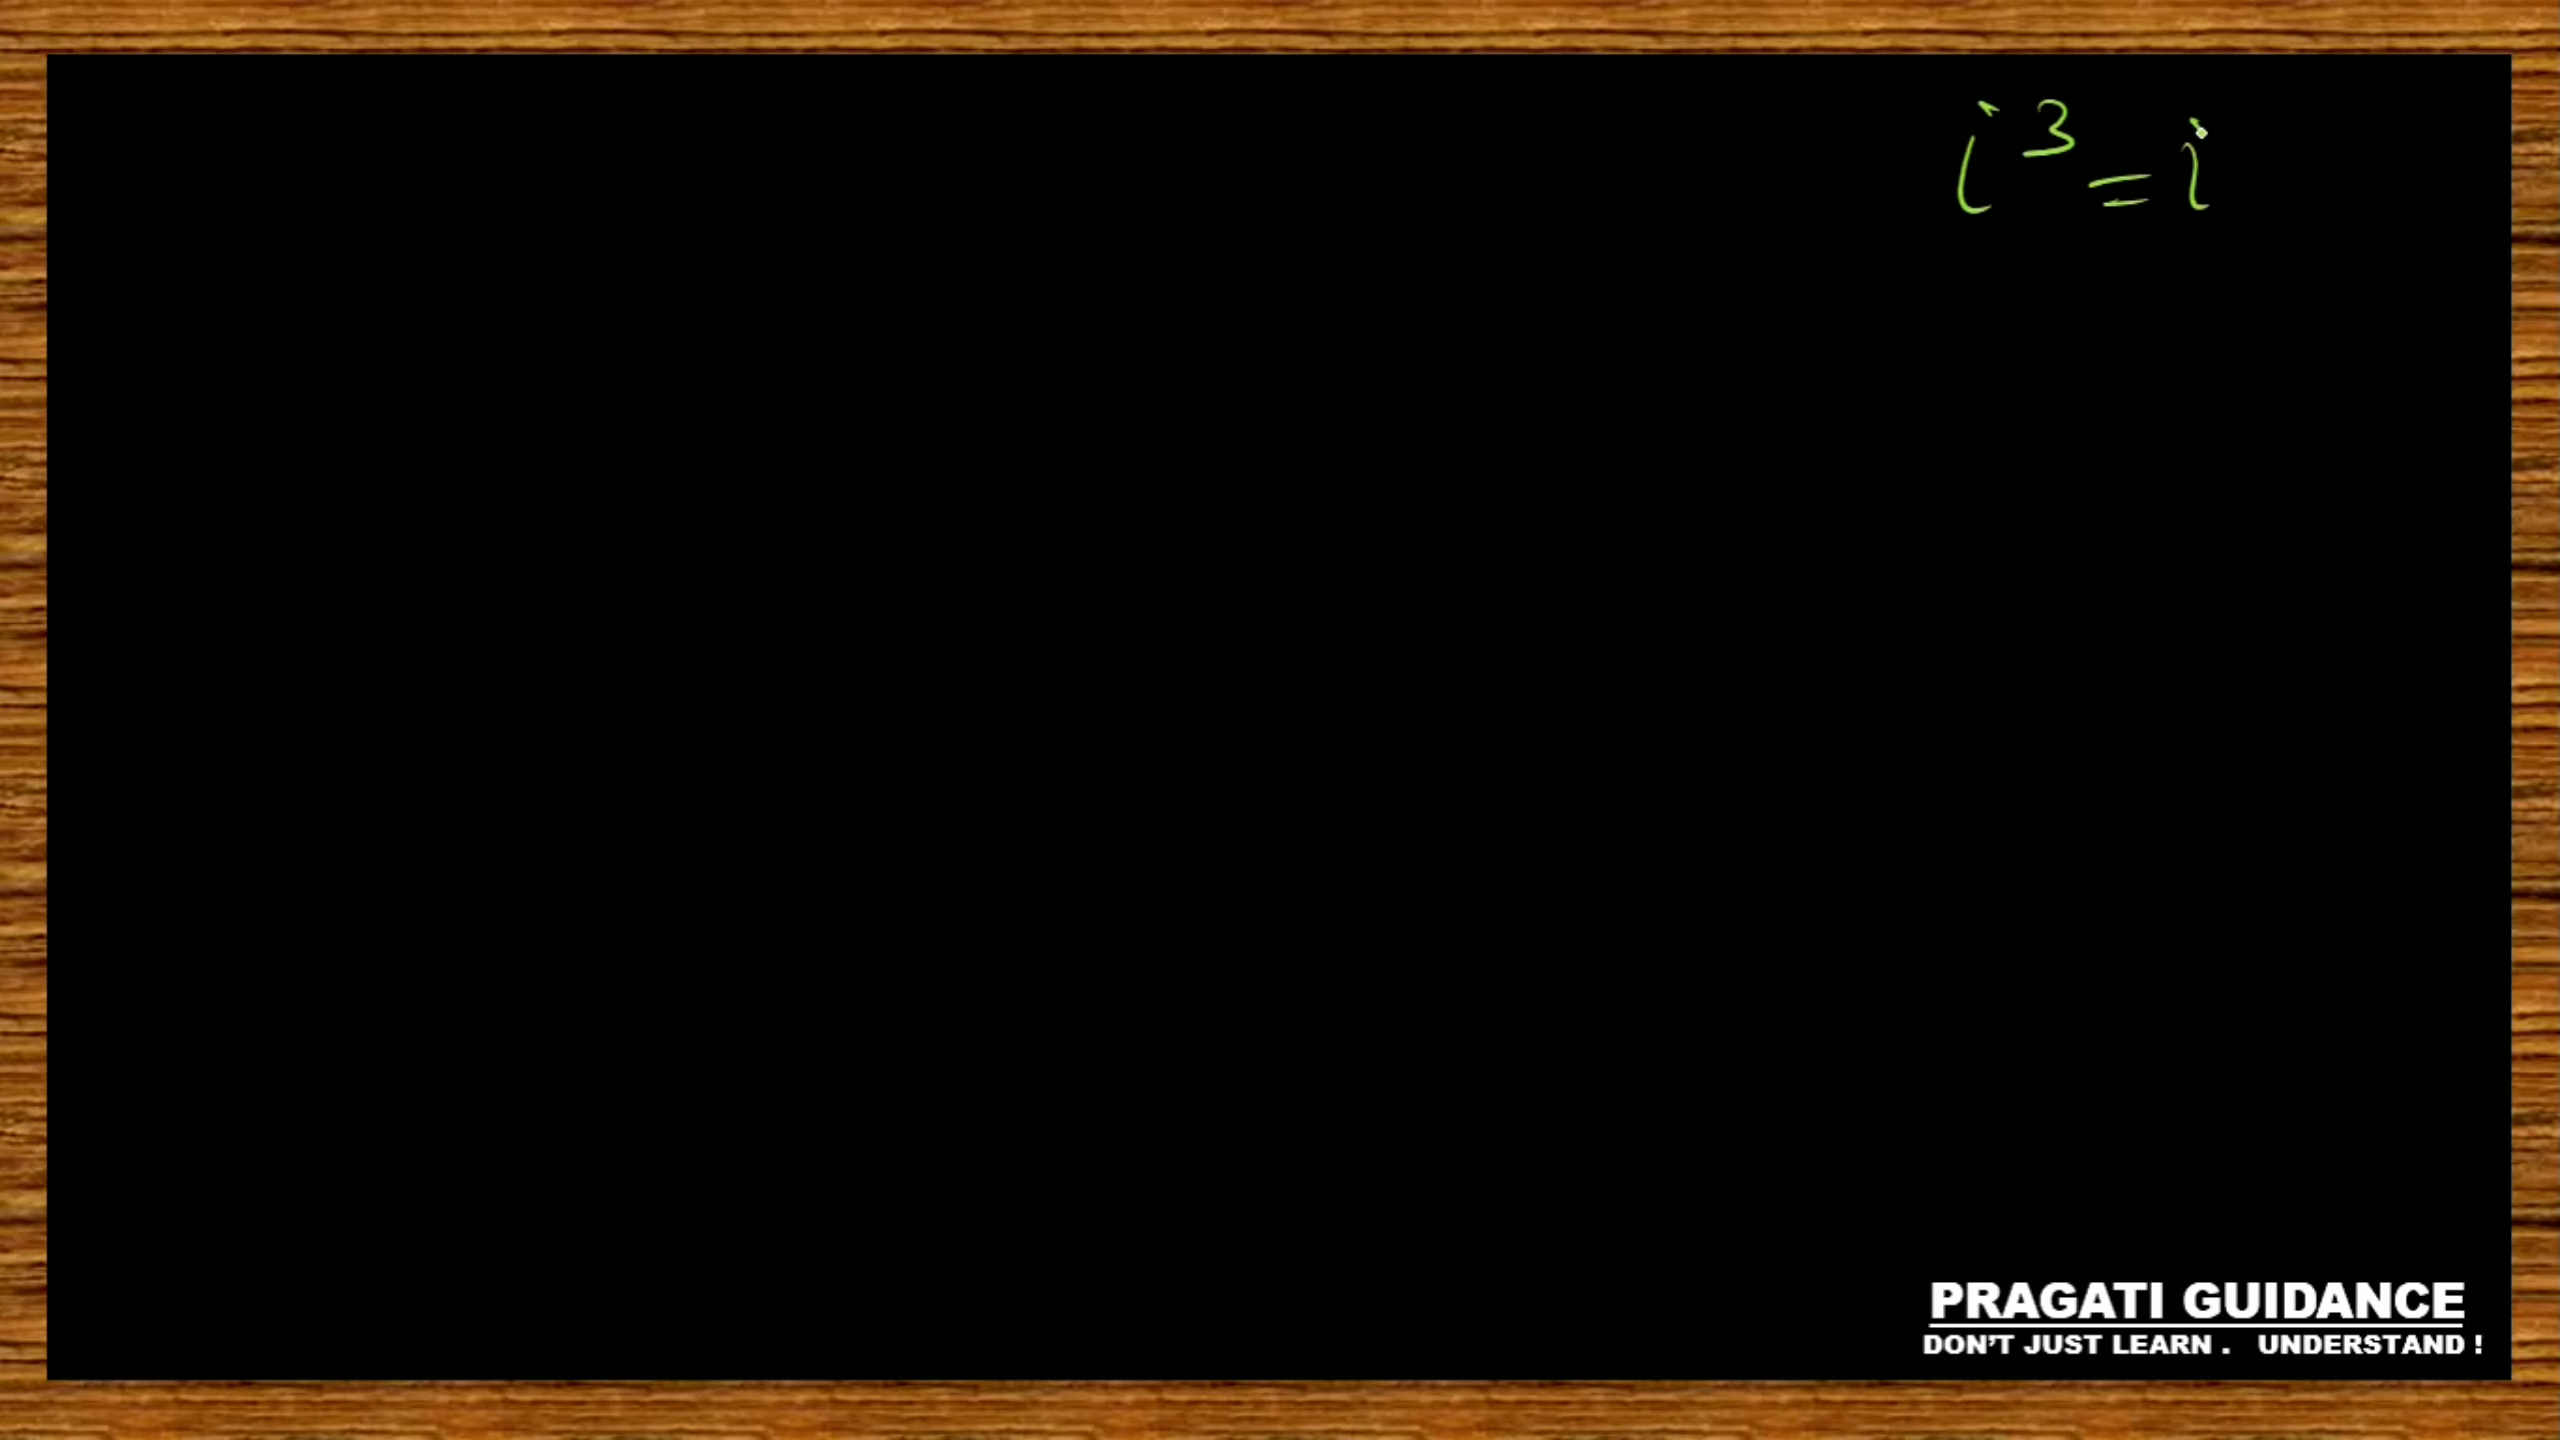 i³ = i
PRAGATI GUIDANCE
DON'T JUST LEARN . UNDERSTAND !